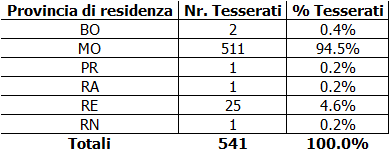 Provincia di residenza Nr. Tesserati % Tesserati
BO 2 0.4%
MO 511 94.5%
PR 1 0.2%
RA 1 0.2%
RE 25 4.6%
RN 1 0.2%
Totali 541 100.0%